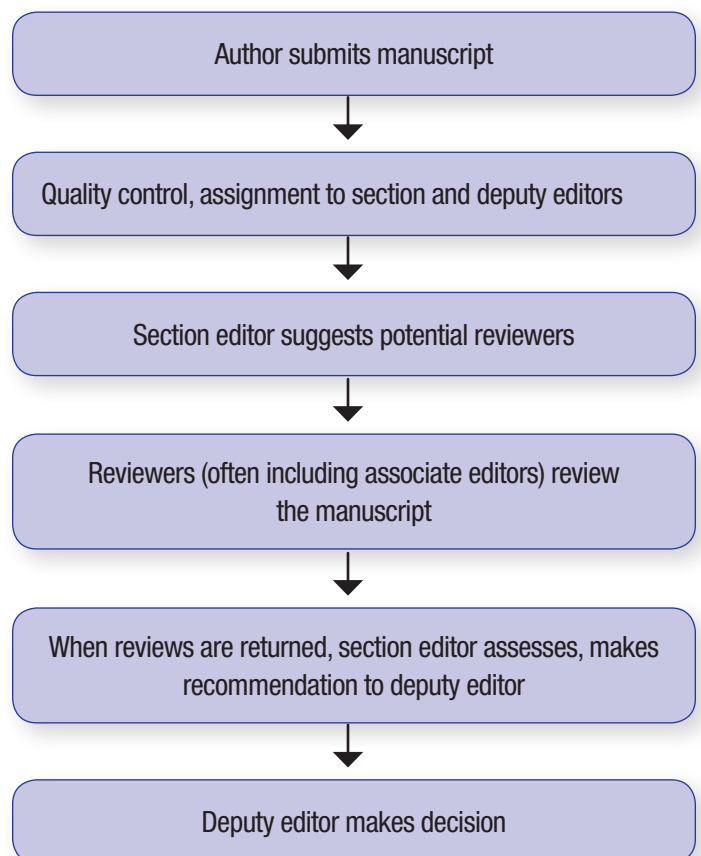 Author submits manuscript
Quality control, assignment to section and deputy editors
Section editor suggests potential reviewers
Reviewers (often including associate editors) review
the manuscript
When reviews are returned, section editor assesses, makes
recommendation to deputy editor
Deputy editor makes decision